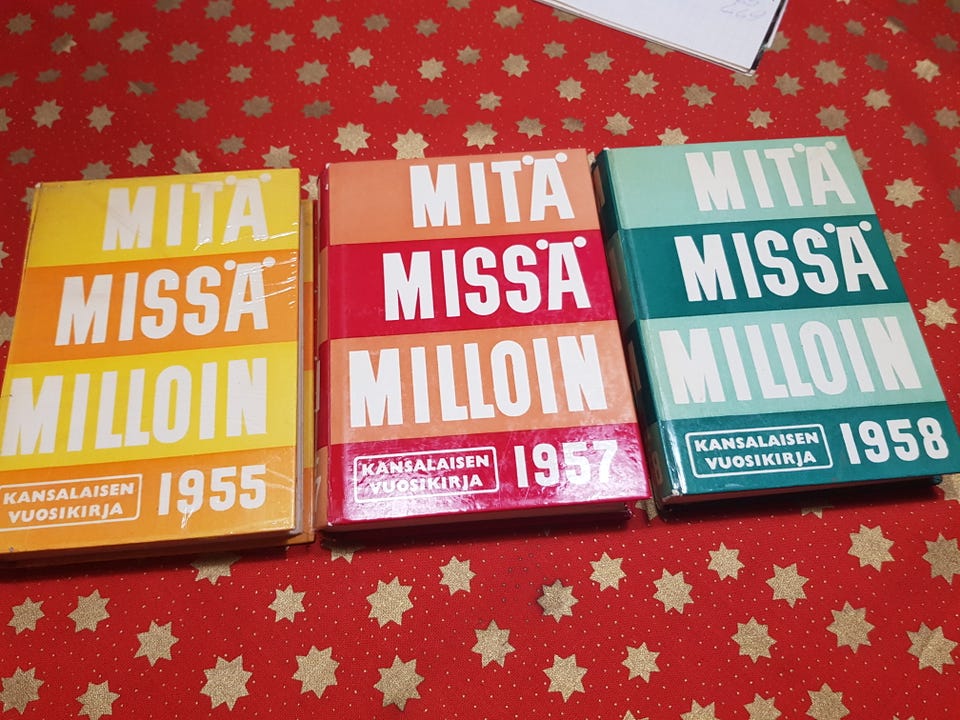 MITÄ
MISSÄ
MILLOIN
KANSALAISEN
VUOSIKIRJA
1955
MITÄ
MISSÄ
MILLOIN
KANSALAISEN
VUOSIKIRJA
1957
MITÄ
MISSÄ
MILLOIN
KANSALAISEN
VUOSIKIRJA
1958